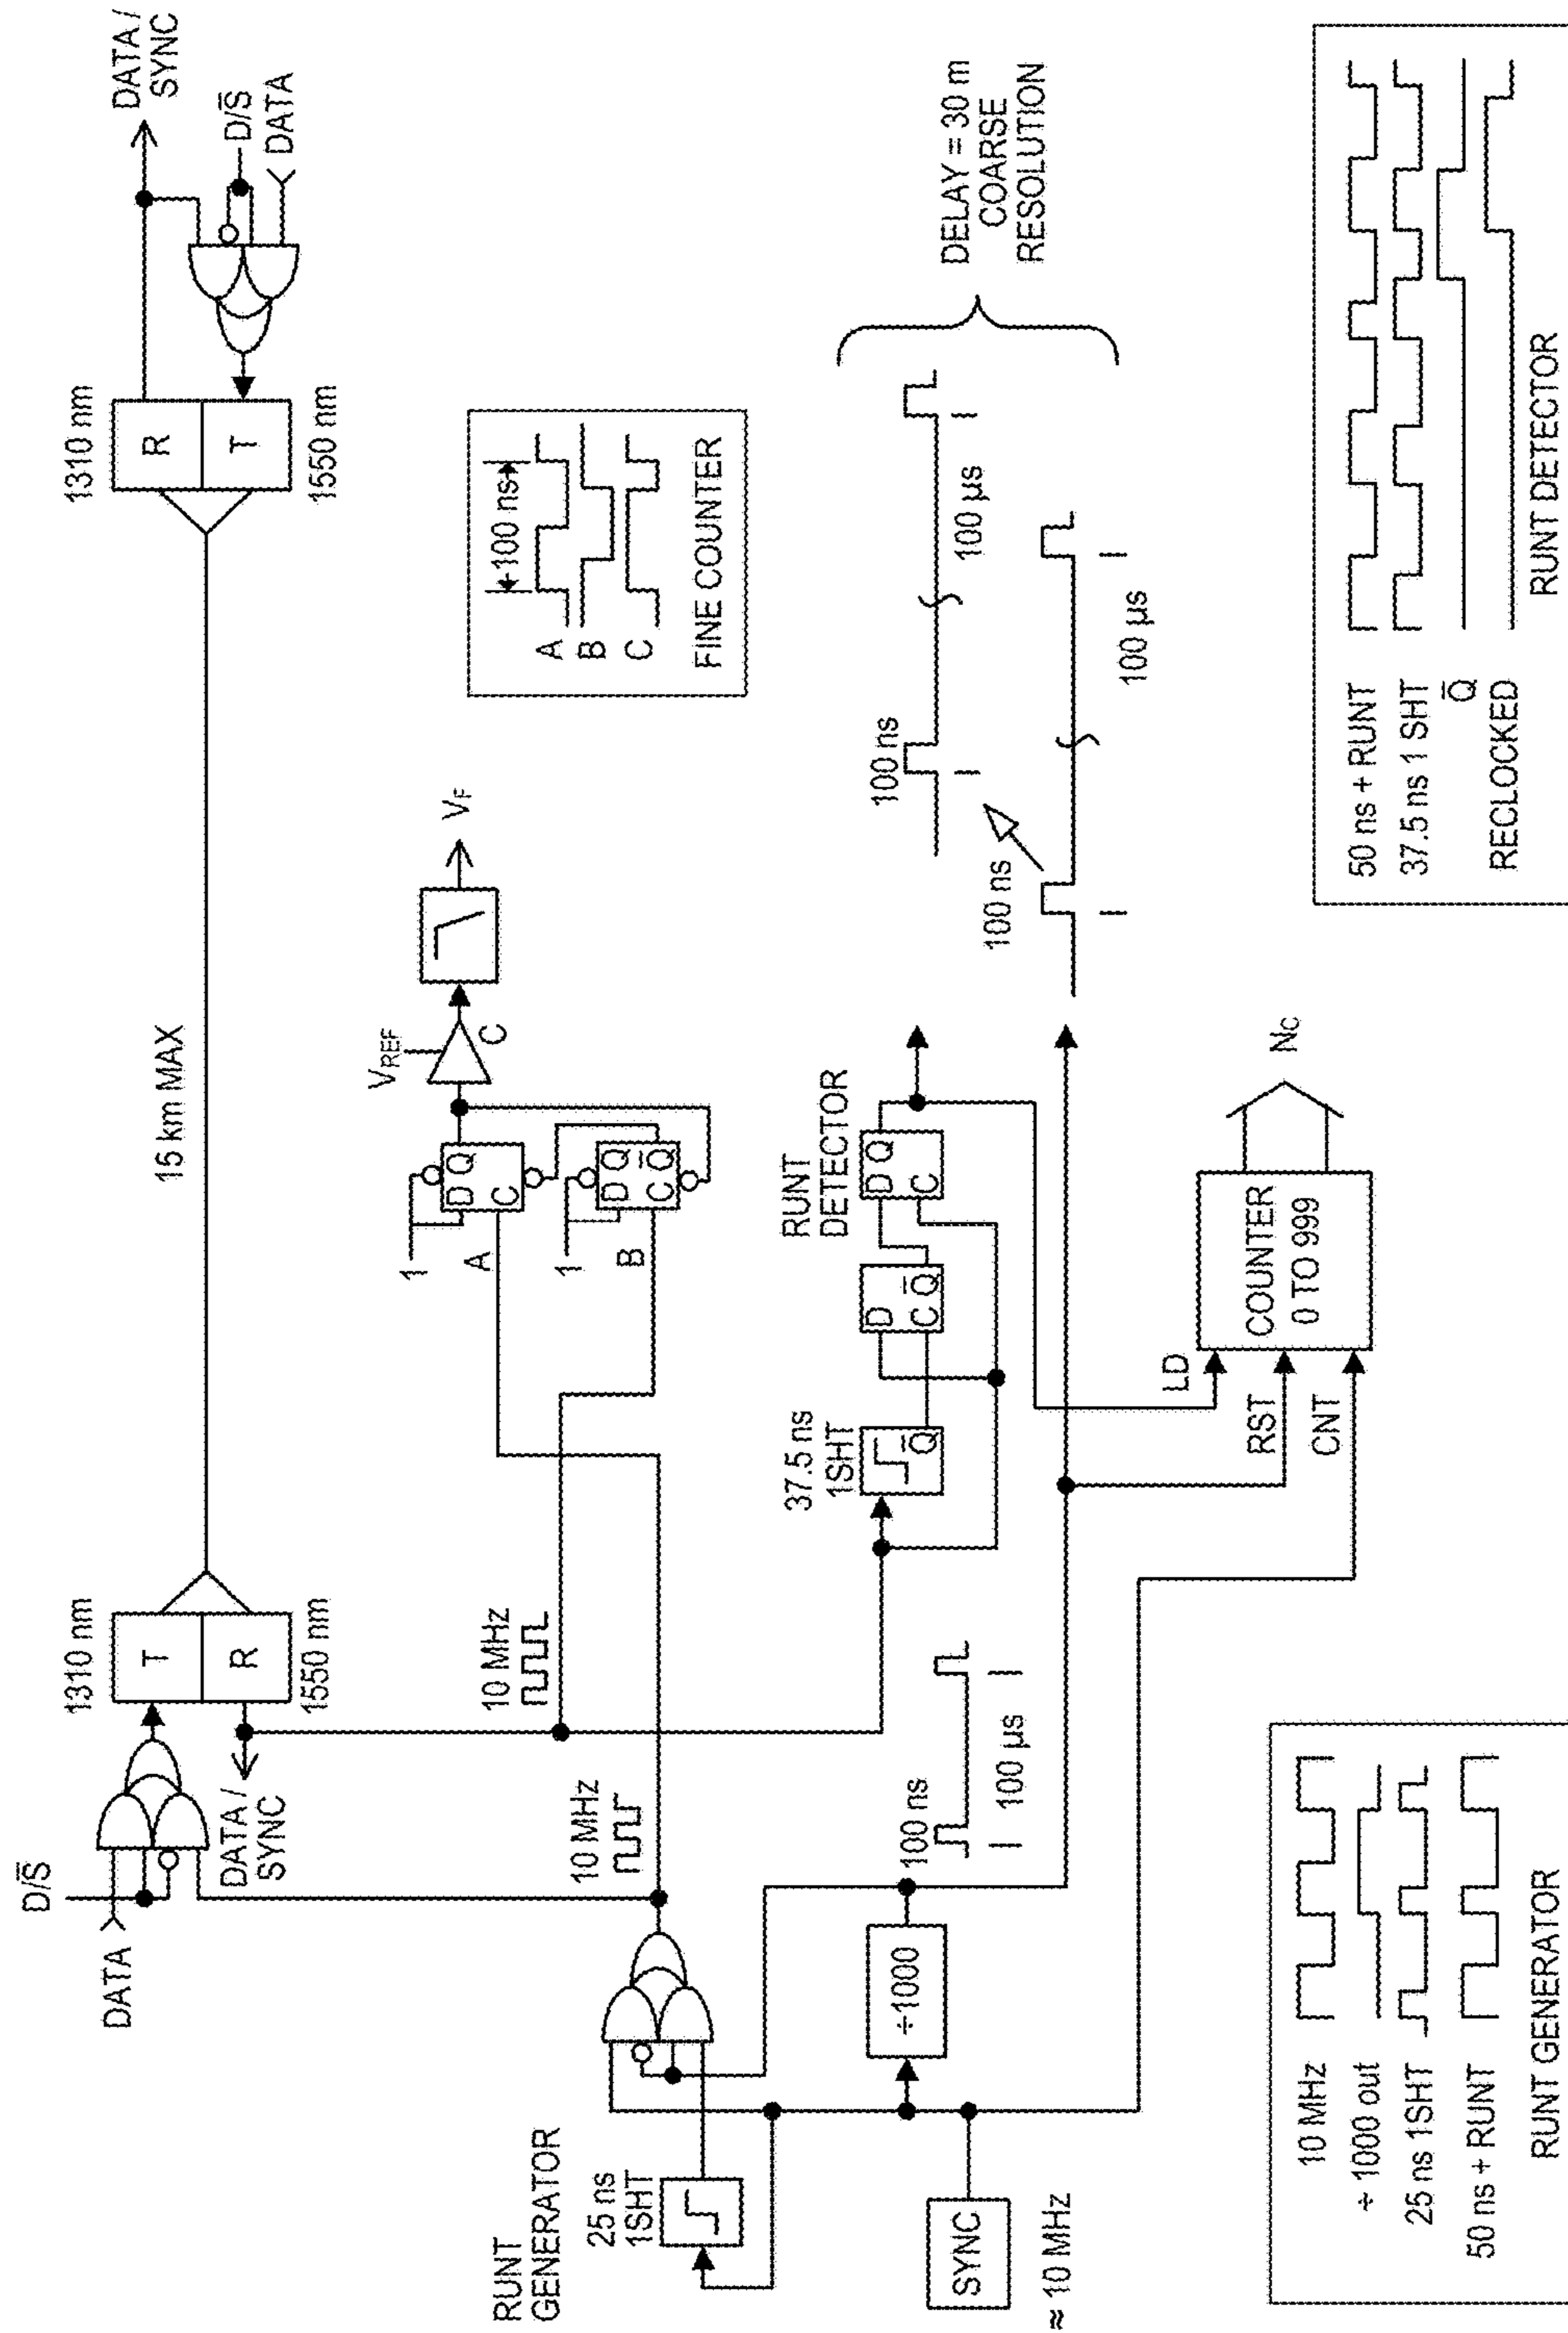 D/S̅
DATA
DATA /
SYNC
1310 nm
T
R
1550 nm
15 km MAX
1310 nm
R
T
1550 nm
DATA /
SYNC
D/S̅
DATA
10 MHz
10 MHz
1
A
D Q
C
1
B
D Q
C Q̅
VREF
C
VF
100 ns
A
B
C
FINE COUNTER
RUNT
GENERATOR
25 ns
1SHT
SYNC
≈ 10 MHz
÷1000
100 ns
100 µs
37.5 ns
1SHT
Q̅
D
C Q̅
RUNT
DETECTOR
D Q
C
LD
RST
CNT
COUNTER
0 TO 999
NC
100 ns
100 µs
100 ns
100 µs
DELAY = 30 m
COARSE
RESOLUTION
10 MHz
÷ 1000 out
25 ns 1SHT
50 ns + RUNT
RUNT GENERATOR
50 ns + RUNT
37.5 ns 1 SHT
Q̅
RECLOCKED
RUNT DETECTOR